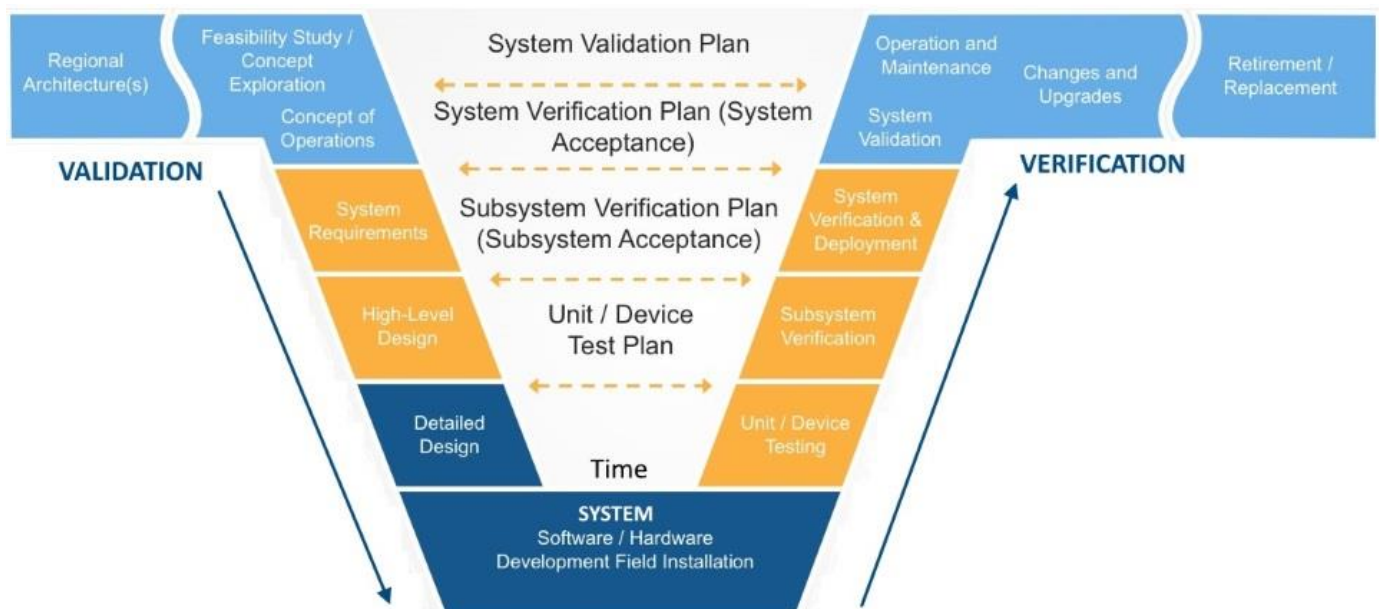 Regional
Architecture(s)
Feasibility Study /
Concept
Exploration
Concept of
Operations
System Validation Plan
System Verification Plan (System
Acceptance)
Subsystem Verification Plan
(Subsystem Acceptance)
Unit / Device
Test Plan
Time
Operation and
Maintenance
System
Validation
Changes and
Upgrades
Retirement /
Replacement
VALIDATION
VERIFICATION
System
Requirements
System
Verification &
Deployment
High-Level
Design
Subsystem
Verification
Detailed
Design
Unit / Device
Testing
SYSTEM
Software / Hardware
Development Field Installation